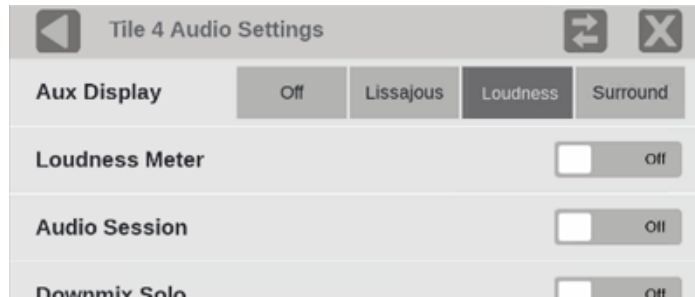 Tile 4 Audio Settings
Aux Display Off Lissajous Loudness Surround
Loudness Meter Off
Audio Session Off
Downmix Solo Off